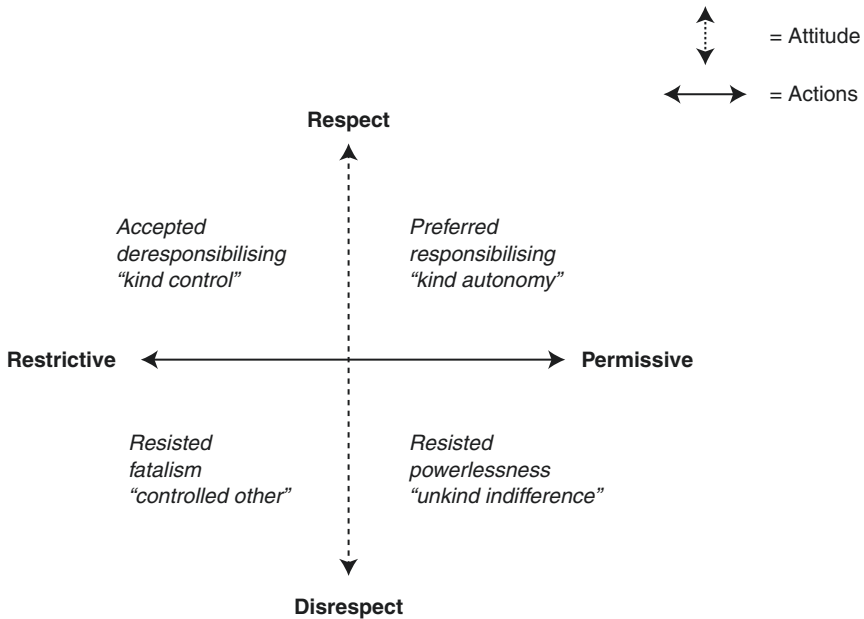 = Attitude
= Actions
Respect
Accepted
deresponsibilising
“kind control”
Preferred
responsibilising
“kind autonomy”
Restrictive
Permissive
Resisted
fatalism
“controlled other”
Resisted
powerlessness
“unkind indifference”
Disrespect